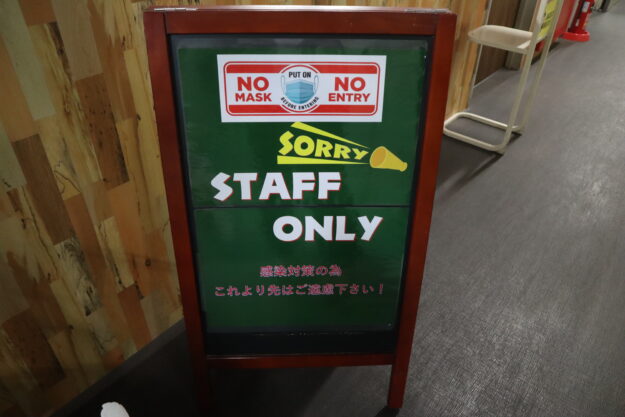 NO MASK
PUT ON
BEFORE ENTERING
NO ENTRY
SORRY
STAFF
ONLY
感染対策の為
これより先はご遠慮下さい！